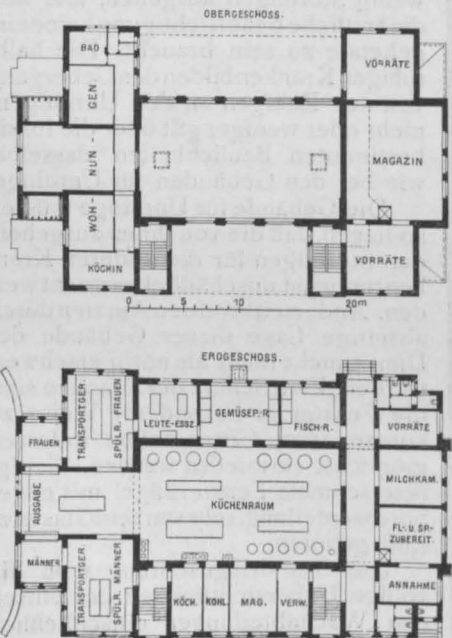 OBERGESCHOSS.
BAD
VORRÄTE
WOH-
NUN
GEN
MAGAZIN
KÖCHIN
VORRÄTE
0
5
20m
ERDGESCHOSS.
TRANSPORTGER.
SPÜLR. FRAUEN
LEUTE-ESSZ
GEMÜSEP.-R.
FISCH-R.
VORRÄTE
FRAUEN
AUSGABE
KÜCHENRAUM
MILCHKAM.
FL.-U. SP-
ZUBEREIT
MÄNNER
TRANSPORTGER.
SPÜLR. MÄNNER
KÖCH.
KOHL.
MAG.
VERW.
ANNAHME